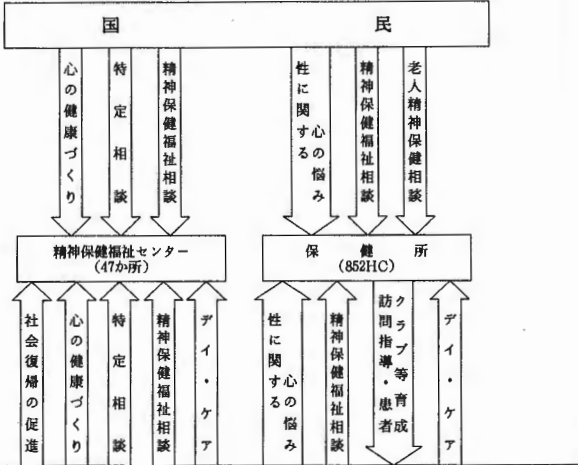 国民
心の健康づくり
特定相談
精神保健福祉相談
性に関する
心の悩み
精神保健福祉相談
老人精神保健相談
精神保健福祉センター
(47か所)
保健所
(852HC)
社会復帰の促進
心の健康づくり
特定相談
精神保健福祉相談
デイ・ケア
性に関する
心の悩み
精神保健福祉相談
クラブ等育成
訪問指導・患者
デイ・ケア